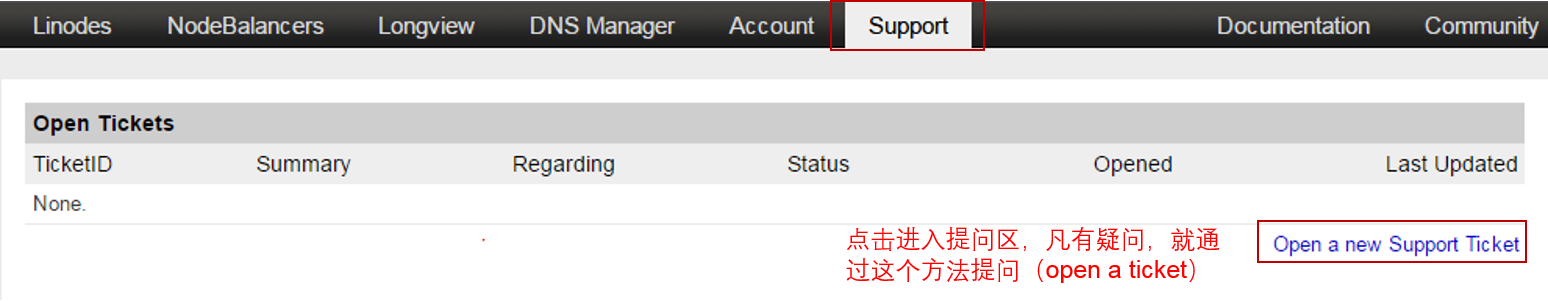 Linodes NodeBalancers Longview DNS Manager Account Support Documentation Community
Open Tickets
TicketID Summary Regarding Status Opened Last Updated
None.
点击进入提问区，凡有疑问，就通
过这个方法提问（open a ticket）
Open a new Support Ticket